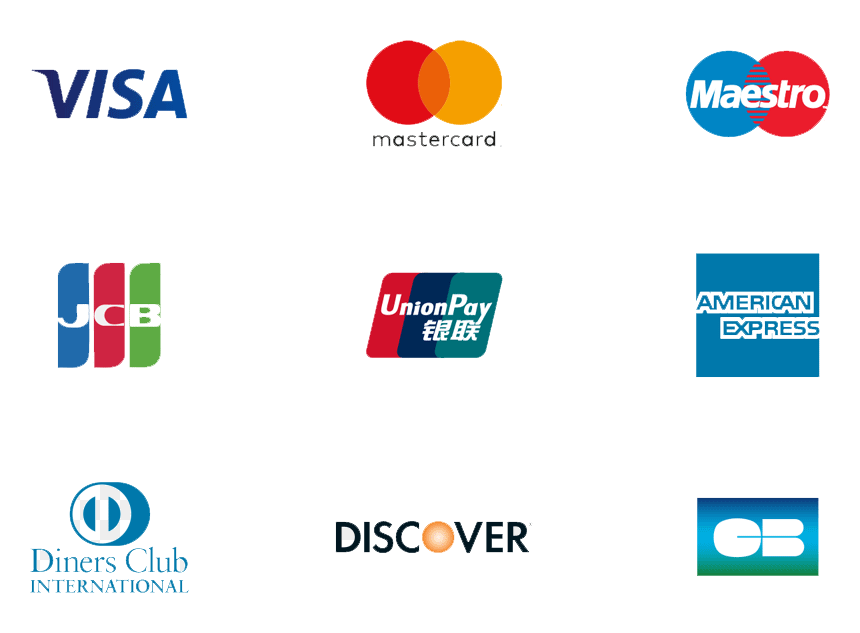 VISA
mastercard
Maestro
JCB
UnionPay
银联
AMERICAN
EXPRESS
Diners Club
INTERNATIONAL
DISCOVER
CB